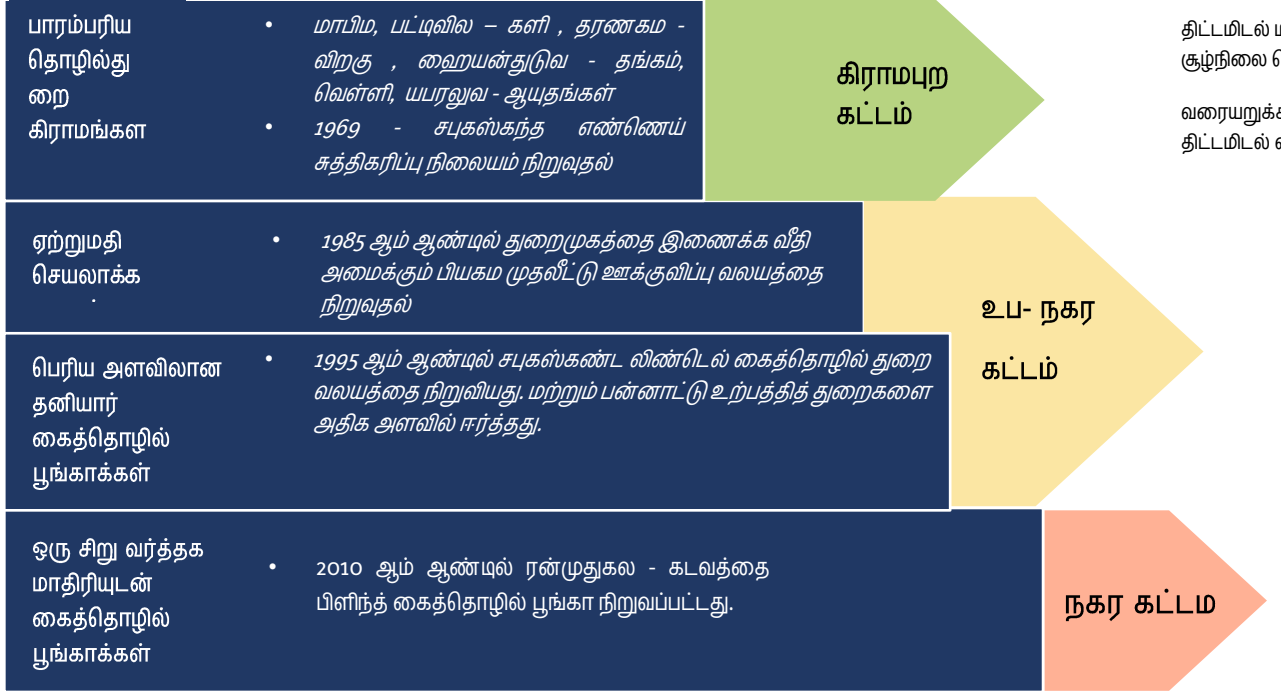 பாரம்பரிய
தொழில்து
றை
கிராமங்கள
• மாபிம, பட்டிவில – களி , தரணகம -
விறகு , ஹையன்துடுவ - தங்கம்,
வெள்ளி, யபரலுவ - ஆயுதங்கள்
• 1969 - சபுகஸ்கந்த எண்ணெய்
சுத்திகரிப்பு நிலையம் நிறுவுதல்
கிராமபுற
கட்டம்
திட்டமிடல்
சூழ்நிலை
திட்டமிடல்
ஏற்றுமதி
செயலாக்க
• 1985 ஆம் ஆண்டில் துறைமுகத்தை இணைக்க வீதி
அமைக்கும் பியகம முதலீட்டு ஊக்குவிப்பு வலயத்தை
நிறுவுதல்
உப- நகர
கட்டம்
பெரிய அளவிலான
தனியார்
கைத்தொழில்
பூங்காக்கள்
• 1995 ஆம் ஆண்டில் சபுகஸ்கண்ட லிண்டெல் கைத்தொழில் துறை
வலயத்தை நிறுவியது. மற்றும் பன்னாட்டு உற்பத்தித் துறைகளை
அதிக அளவில் ஈர்த்தது.
ஒரு சிறு வர்த்தக
மாதிரியுடன்
கைத்தொழில்
பூங்காக்கள்
• 2010 ஆம் ஆண்டில் ரன்முதுகல - கடவத்தை
பிளிந்த் கைத்தொழில் பூங்கா நிறுவப்பட்டது.
நகர கட்டம